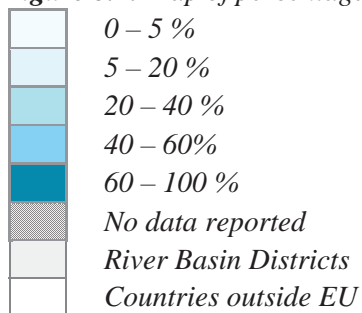 0 – 5 %
5 – 20 %
20 – 40 %
40 – 60%
60 – 100 %
No data reported
River Basin Districts
Countries outside EU